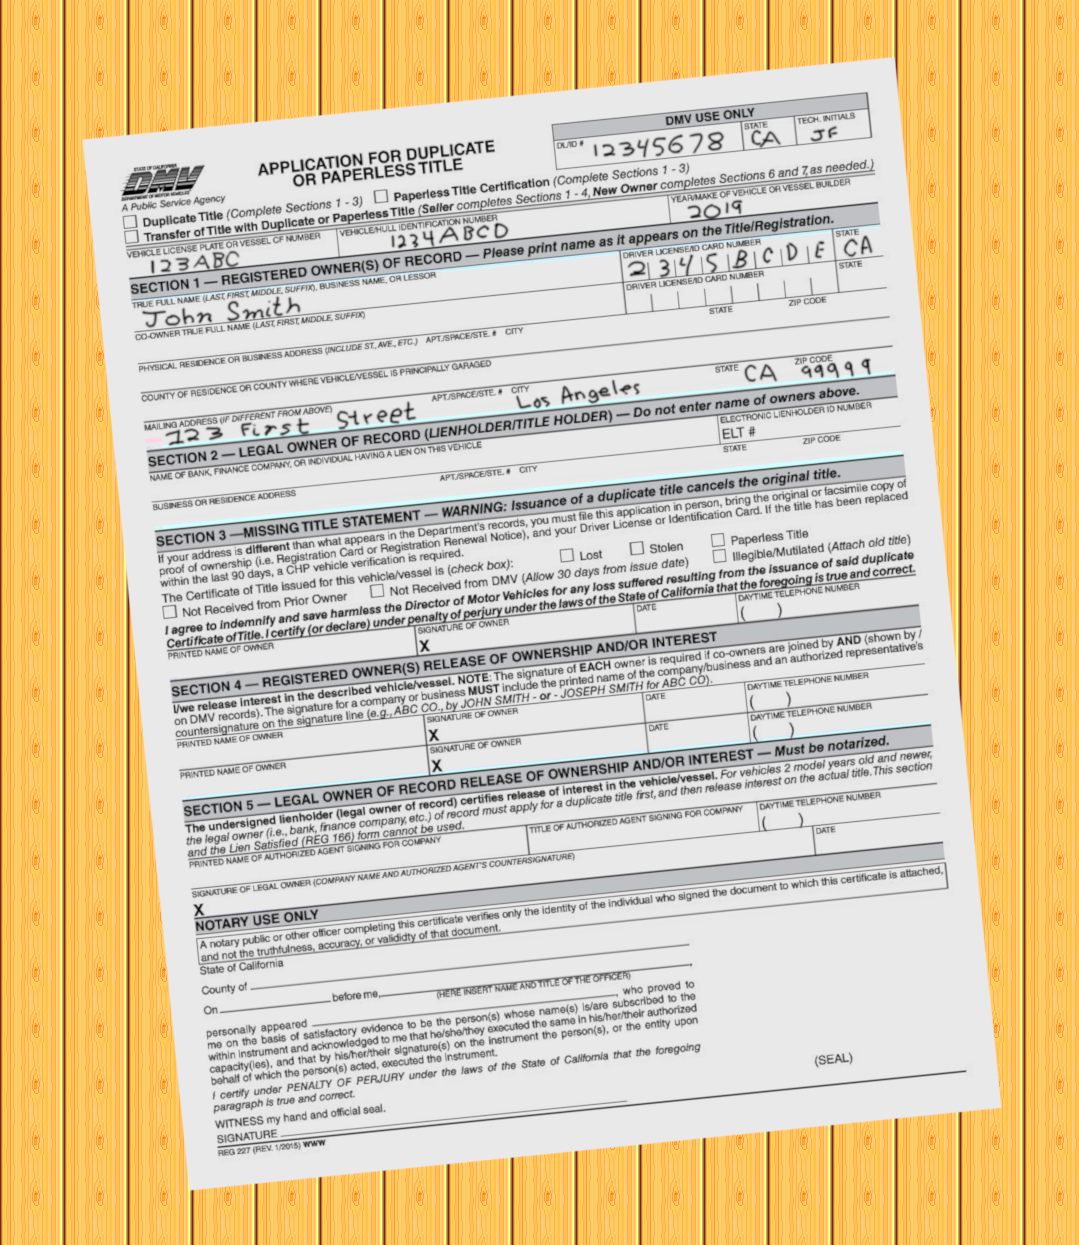 DMV USE ONLY
DL/ID # 12345678 STATE CA TECH. INITIALS JF
STATE OF CALIFORNIA
DMV
DEPARTMENT OF MOTOR VEHICLES
A Public Service Agency
APPLICATION FOR DUPLICATE
OR PAPERLESS TITLE
Duplicate Title (Complete Sections 1 - 3) Paperless Title Certification (Complete Sections 1 - 3)
Transfer of Title with Duplicate or Paperless Title (Seller completes Sections 1 - 4, New Owner completes Sections 6 and 7, as needed.)
VEHICLE LICENSE PLATE OR VESSEL CF NUMBER VEHICLE/HULL IDENTIFICATION NUMBER YEAR/MAKE OF VEHICLE OR VESSEL BUILDER
123ABC 1234ABCD 2019
SECTION 1 — REGISTERED OWNER(S) OF RECORD — Please print name as it appears on the Title/Registration.
TRUE FULL NAME (LAST, FIRST, MIDDLE, SUFFIX), BUSINESS NAME, OR LESSOR DRIVER LICENSE/ID CARD NUMBER STATE
John Smith 2345BCDE CA
CO-OWNER TRUE FULL NAME (LAST, FIRST, MIDDLE, SUFFIX) DRIVER LICENSE/ID CARD NUMBER STATE
PHYSICAL RESIDENCE OR BUSINESS ADDRESS (INCLUDE ST., AVE., ETC.) APT./SPACE/STE. # CITY STATE ZIP CODE
COUNTY OF RESIDENCE OR COUNTY WHERE VEHICLE/VESSEL IS PRINCIPALLY GARAGED
MAILING ADDRESS (IF DIFFERENT FROM ABOVE) APT./SPACE/STE. # CITY STATE ZIP CODE
123 First Street Los Angeles CA 99999
SECTION 2 — LEGAL OWNER OF RECORD (LIENHOLDER/TITLE HOLDER) — Do not enter name of owners above.
NAME OF BANK, FINANCE COMPANY, OR INDIVIDUAL HAVING A LIEN ON THIS VEHICLE ELECTRONIC LIENHOLDER ID NUMBER
ELT #
BUSINESS OR RESIDENCE ADDRESS APT./SPACE/STE. # CITY STATE ZIP CODE
SECTION 3 —MISSING TITLE STATEMENT — WARNING: Issuance of a duplicate title cancels the original title.
If your address is different than what appears in the Department's records, you must file this application in person, bring the original or facsimile copy of
proof of ownership (i.e. Registration Card or Registration Renewal Notice), and your Driver License or Identification Card. If the title has been replaced
within the last 90 days, a CHP vehicle verification is required.
The Certificate of Title issued for this vehicle/vessel is (check box): Lost Stolen Paperless Title
Not Received from Prior Owner Not Received from DMV (Allow 30 days from issue date) Illegible/Mutilated (Attach old title)
I agree to indemnify and save harmless the Director of Motor Vehicles for any loss suffered resulting from the issuance of said duplicate
Certificate of Title. I certify (or declare) under penalty of perjury under the laws of the State of California that the foregoing is true and correct.
PRINTED NAME OF OWNER SIGNATURE OF OWNER DATE DAYTIME TELEPHONE NUMBER
X ( )
SECTION 4 — REGISTERED OWNER(S) RELEASE OF OWNERSHIP AND/OR INTEREST
I/we release interest in the described vehicle/vessel. NOTE: The signature of EACH owner is required if co-owners are joined by AND (shown by /
on DMV records). The signature for a company or business MUST include the printed name of the company/business and an authorized representative's
countersignature on the signature line (e.g., ABC CO., by JOHN SMITH - or - JOSEPH SMITH for ABC CO).
PRINTED NAME OF OWNER SIGNATURE OF OWNER DATE DAYTIME TELEPHONE NUMBER
X ( )
PRINTED NAME OF OWNER SIGNATURE OF OWNER DATE DAYTIME TELEPHONE NUMBER
X ( )
SECTION 5 — LEGAL OWNER OF RECORD RELEASE OF OWNERSHIP AND/OR INTEREST — Must be notarized.
The undersigned lienholder (legal owner of record) certifies release of interest in the vehicle/vessel. For vehicles 2 model years old and newer,
the legal owner (i.e., bank, finance company, etc.) of record must apply for a duplicate title first, and then release interest on the actual title. This section
and the Lien Satisfied (REG 166) form cannot be used.
PRINTED NAME OF AUTHORIZED AGENT SIGNING FOR COMPANY TITLE OF AUTHORIZED AGENT SIGNING FOR COMPANY DAYTIME TELEPHONE NUMBER
( )
SIGNATURE OF LEGAL OWNER (COMPANY NAME AND AUTHORIZED AGENT'S COUNTERSIGNATURE) DATE
X
NOTARY USE ONLY
A notary public or other officer completing this certificate verifies only the identity of the individual who signed the document to which this certificate is attached,
and not the truthfulness, accuracy, or validity of that document.
State of California
County of
On before me,
(HERE INSERT NAME AND TITLE OF THE OFFICER)
personally appeared , who proved to
me on the basis of satisfactory evidence to be the person(s) whose name(s) is/are subscribed to the
within instrument and acknowledged to me that he/she/they executed the same in his/her/their authorized
capacity(ies), and that by his/her/their signature(s) on the instrument the person(s), or the entity upon
behalf of which the person(s) acted, executed the instrument.
I certify under PENALTY OF PERJURY under the laws of the State of California that the foregoing
paragraph is true and correct.
WITNESS my hand and official seal.
SIGNATURE (SEAL)
REG 227 (REV. 1/2015) WWW